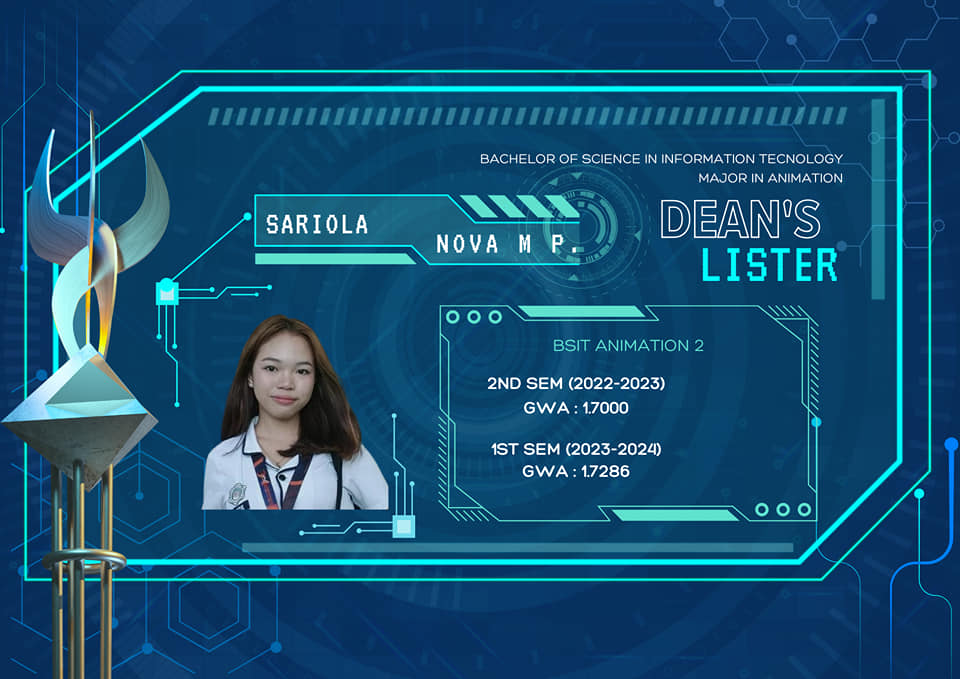 BACHELOR OF SCIENCE IN INFORMATION TECNOLOGY
MAJOR IN ANIMATION
DEAN'S
LISTER
SARIOLA
NOVA M P.
BSIT ANIMATION 2
2ND SEM (2022-2023)
GWA : 1.7000
1ST SEM (2023-2024)
GWA : 1.7286